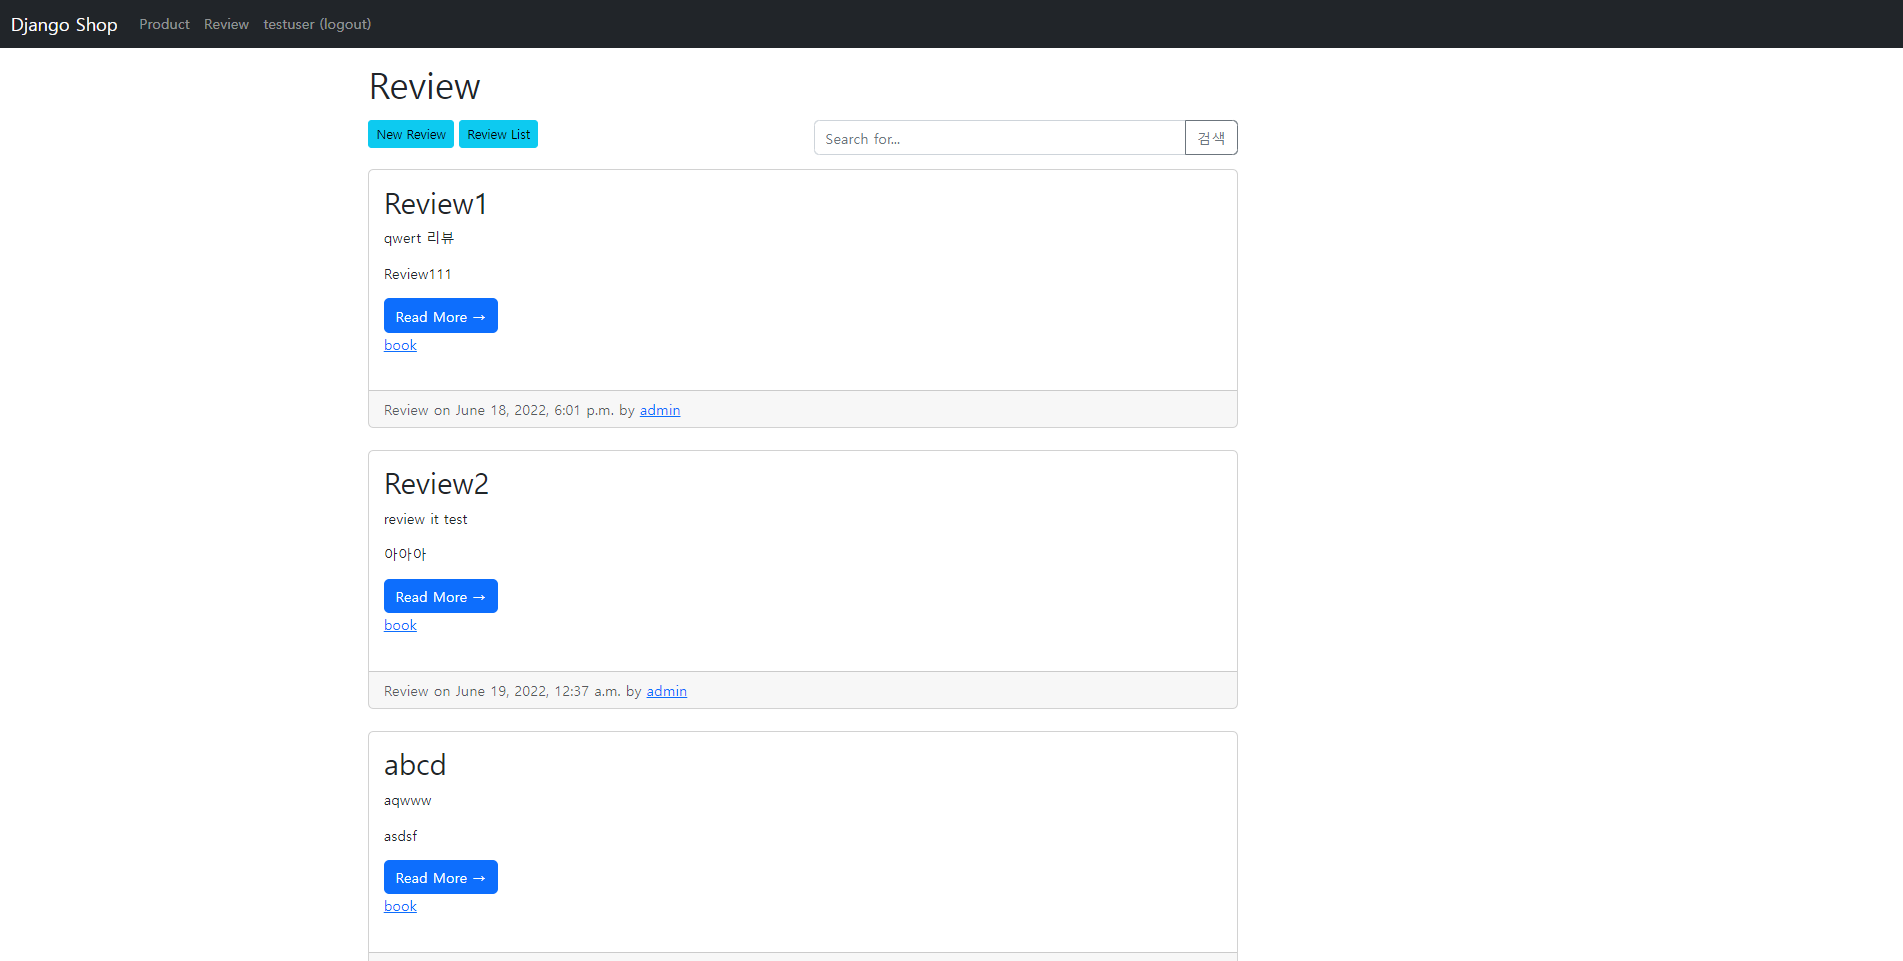 Django Shop Product Review testuser (logout)
Review
New Review Review List Search for... 검색
Review1
qwert 리뷰
Review111
Read More →
book
Review on June 18, 2022, 6:01 p.m. by admin
Review2
review it test
아아아
Read More →
book
Review on June 19, 2022, 12:37 a.m. by admin
abcd
aqwww
asdsf
Read More →
book